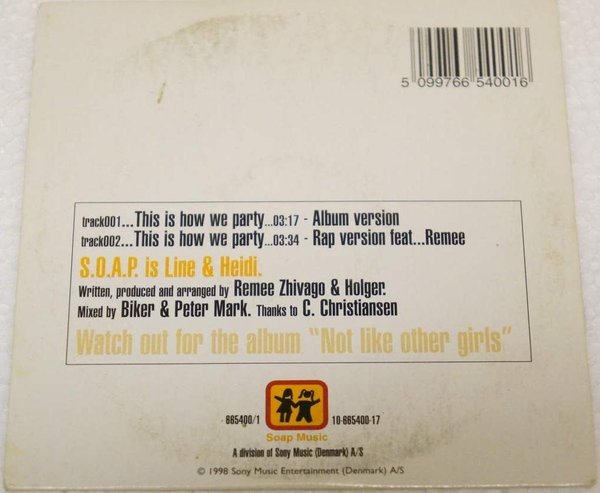 5 099766 540016
track001...This is how we party...03:17 - Album version
track002...This is how we party...03:34 - Rap version feat...Remee
S.O.A.P. is Line & Heidi.
Written, produced and arranged by Remee Zhivago & Holger.
Mixed by Biker & Peter Mark. Thanks to C. Christiansen
Watch out for the album "Not like other girls"
665400/1 10-665400-17
Soap Music
A division of Sony Music (Denmark) A/S
© 1998 Sony Music Entertainment (Denmark) A/S